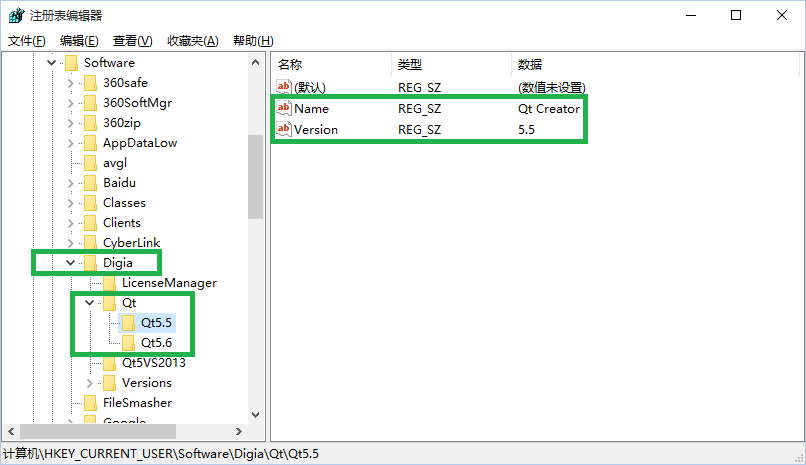 注册表编辑器
文件(F) 编辑(E) 查看(V) 收藏夹(A) 帮助(H)
Software
360safe
360SoftMgr
360zip
AppDataLow
avgl
Baidu
Classes
Clients
CyberLink
Digia
LicenseManager
Qt
Qt5.5
Qt5.6
Qt5VS2013
Versions
FileSmasher
Google
名称 类型 数据
ab (默认) REG_SZ (数值未设置)
ab Name REG_SZ Qt Creator
ab Version REG_SZ 5.5
计算机\HKEY_CURRENT_USER\Software\Digia\Qt\Qt5.5